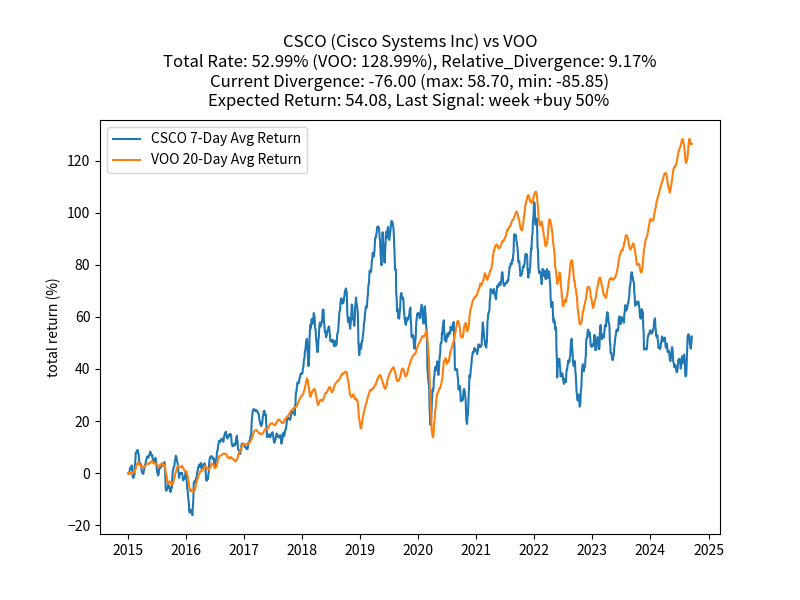 CSCO (Cisco Systems Inc) vs VOO
Total Rate: 52.99% (VOO: 128.99%), Relative_Divergence: 9.17%
Current Divergence: -76.00 (max: 58.70, min: -85.85)
Expected Return: 54.08, Last Signal: week +buy 50%
CSCO 7-Day Avg Return
VOO 20-Day Avg Return
total return (%)
120
100
80
60
40
20
0
−20
2015 2016 2017 2018 2019 2020 2021 2022 2023 2024 2025